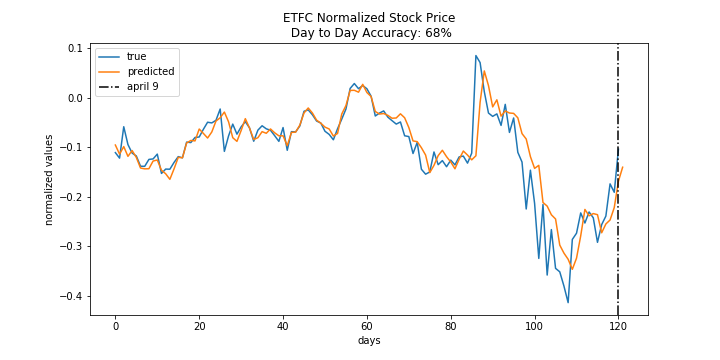 ETFC Normalized Stock Price
Day to Day Accuracy: 68%
true
predicted
april 9
normalized values
0.1
0.0
−0.1
−0.2
−0.3
−0.4
0
20
40
60
80
100
120
days